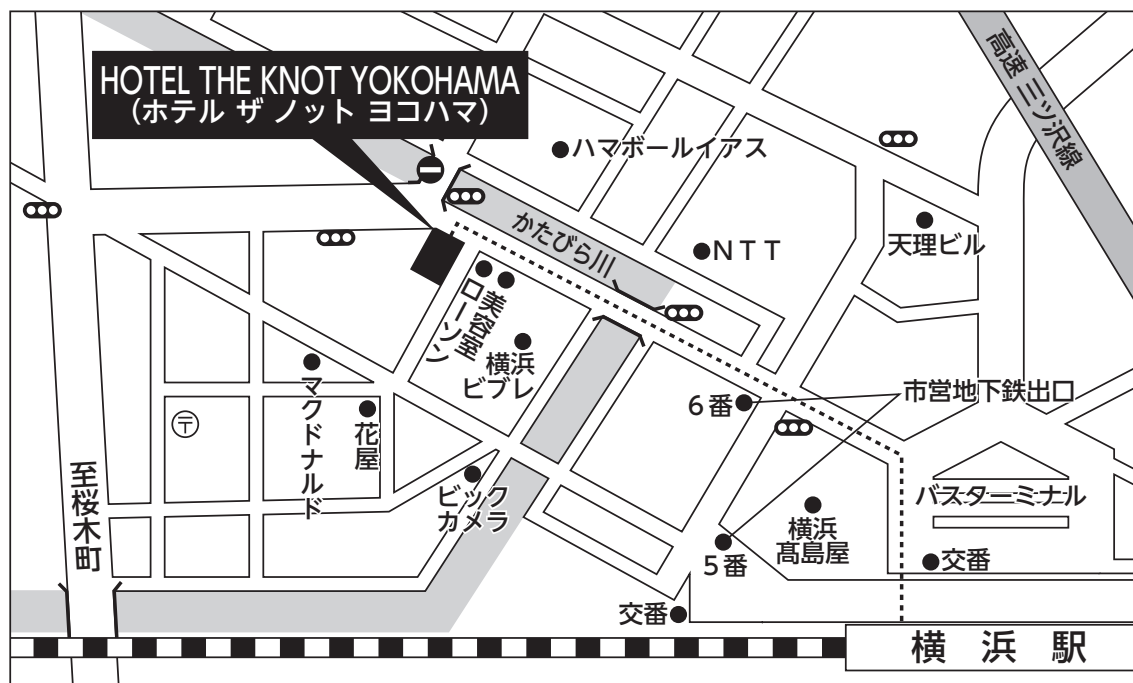 HOTEL THE KNOT YOKOHAMA
(ホテル ザ ノット ヨコハマ)
高速 三ツ沢線
ハマボールイアス
かたびら川
NTT
天理ビル
ローソン
美容室
横浜
ビブレ
マクドナルド
花屋
〒
6番
市営地下鉄出口
至桜木町
ビック
カメラ
5番
横浜
髙島屋
バスターミナル
交番
交番
横浜駅